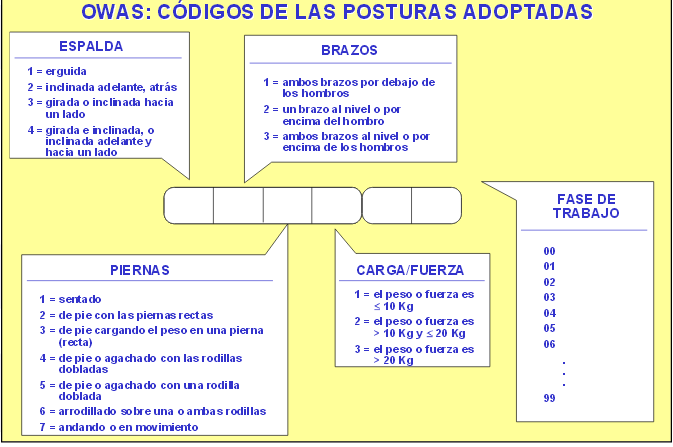 OWAS: CÓDIGOS DE LAS POSTURAS ADOPTADAS
ESPALDA
1 = erguida
2 = inclinada adelante, atrás
3 = girada o inclinada hacia
un lado
4 = girada e inclinada, o
inclinada adelante y
hacia un lado
BRAZOS
1 = ambos brazos por debajo de
los hombros
2 = un brazo al nivel o por
encima del hombro
3 = ambos brazos al nivel o por
encima de los hombros
PIERNAS
1 = sentado
2 = de pie con las piernas rectas
3 = de pie cargando el peso en una pierna
(recta)
4 = de pie o agachado con las rodillas
dobladas
5 = de pie o agachado con una rodilla
doblada
6 = arrodillado sobre una o ambas rodillas
7 = andando o en movimiento
CARGA/FUERZA
1 = el peso o fuerza es
≤ 10 Kg
2 = el peso o fuerza es
> 10 Kg y ≤ 20 Kg
3 = el peso o fuerza es
> 20 Kg
FASE DE
TRABAJO
00
01
02
03
04
05
06
.
.
.
99